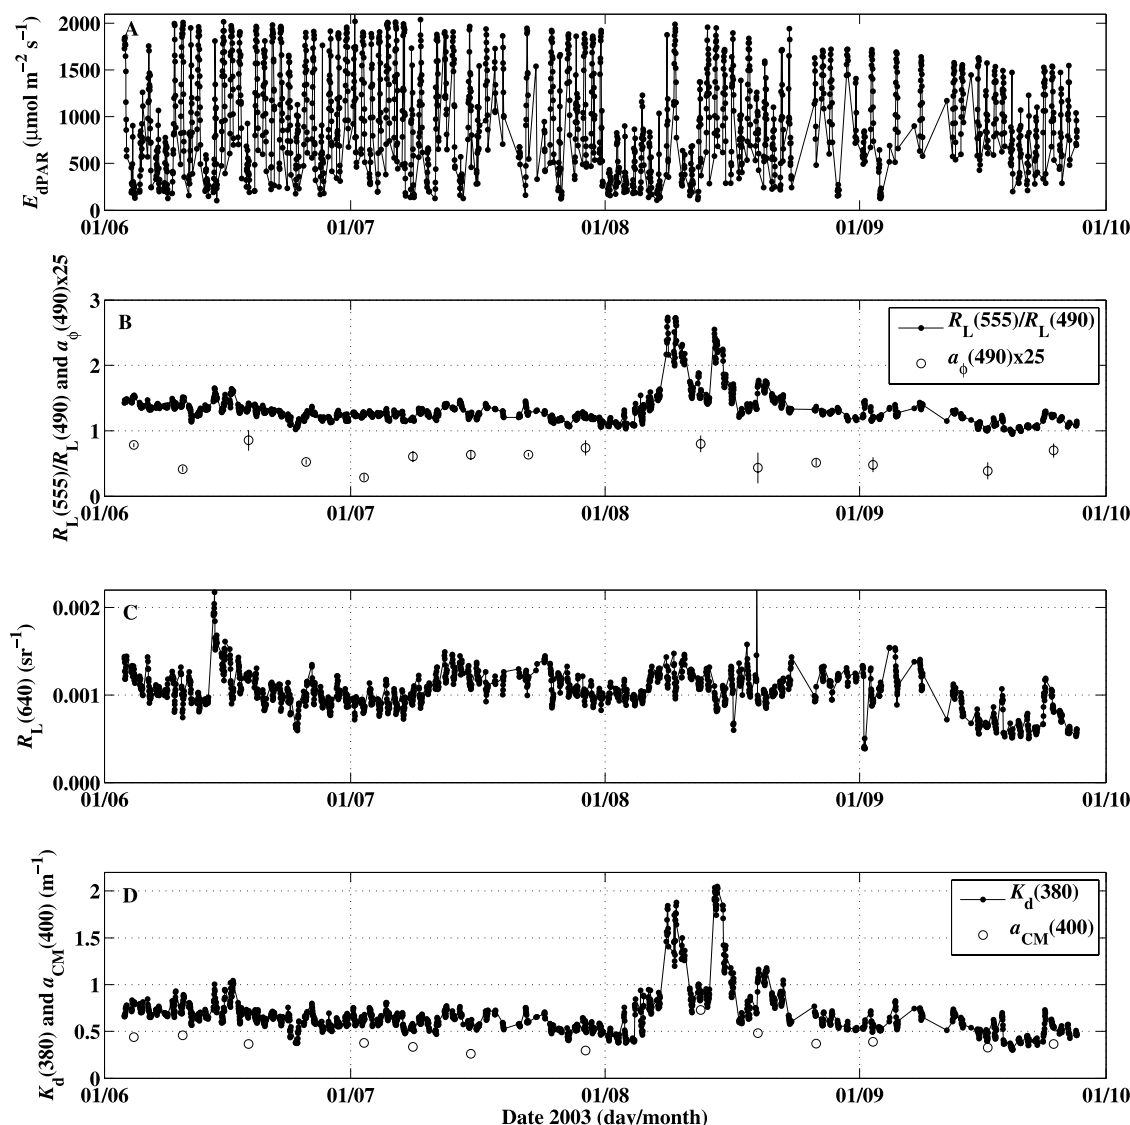 A
E_dPAR (μmol m⁻² s⁻¹)
2000
1500
1000
500
0
01/06 01/07 01/08 01/09 01/10
B
R_L(555)/R_L(490) and a_ϕ(490)x25
3
2
1
0
R_L(555)/R_L(490)
a_ϕ(490)x25
01/06 01/07 01/08 01/09 01/10
C
R_L(640) (sr⁻¹)
0.002
0.001
0.000
01/06 01/07 01/08 01/09 01/10
D
K_d(380) and a_CM(400) (m⁻¹)
2
1.5
1
0.5
0
K_d(380)
a_CM(400)
01/06 01/07 01/08 01/09 01/10
Date 2003 (day/month)